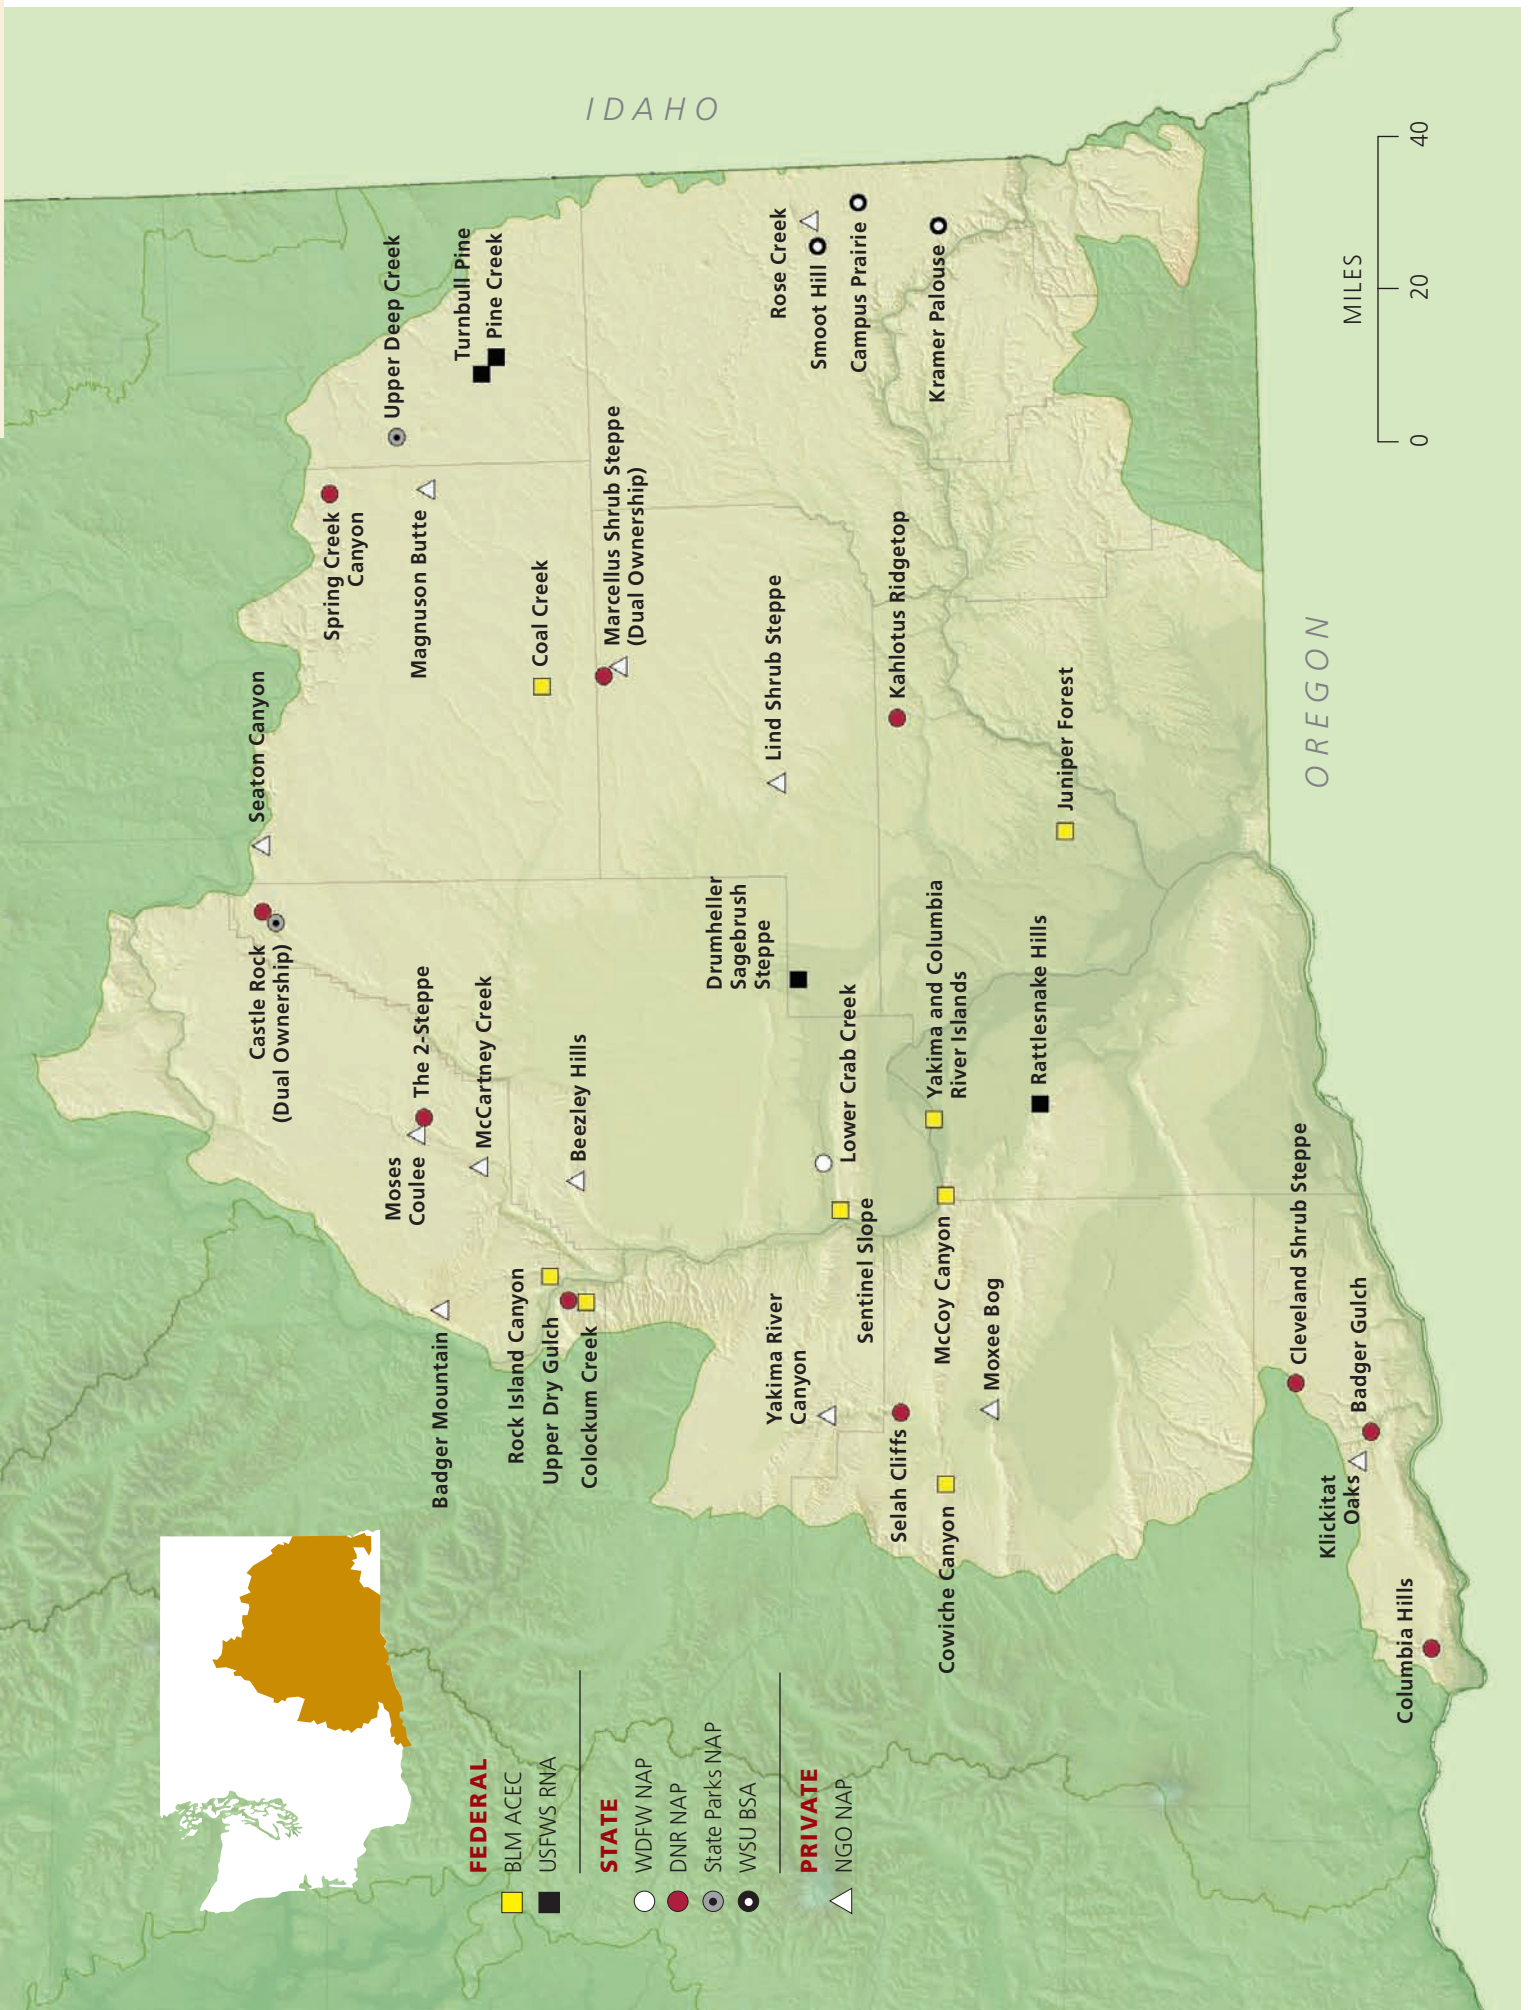 IDAHO
OREGON
Castle Rock
(Dual Ownership)
Seaton Canyon
Spring Creek
Canyon
Upper Deep Creek
Magnuson Butte
Turnbull Pine
Pine Creek
Moses
Coulee
The 2-Steppe
McCartney Creek
Badger Mountain
Coal Creek
Beezley Hills
Marcellus Shrub Steppe
(Dual Ownership)
Rock Island Canyon
Upper Dry Gulch
Colockum Creek
Drumheller
Sagebrush
Steppe
Lind Shrub Steppe
Rose Creek
Smoot Hill
Campus Prairie
Yakima River
Canyon
Lower Crab Creek
Sentinel Slope
Kahlotus Ridgetop
Selah Cliffs
Yakima and Columbia
River Islands
McCoy Canyon
Kramer Palouse
Cowiche Canyon
Moxee Bog
Rattlesnake Hills
Juniper Forest
Cleveland Shrub Steppe
Badger Gulch
Klickitat
Oaks
Columbia Hills
FEDERAL
BLM ACEC
USFWS RNA
STATE
WDFW NAP
DNR NAP
State Parks NAP
WSU BSA
PRIVATE
NGO NAP
MILES
0 20 40